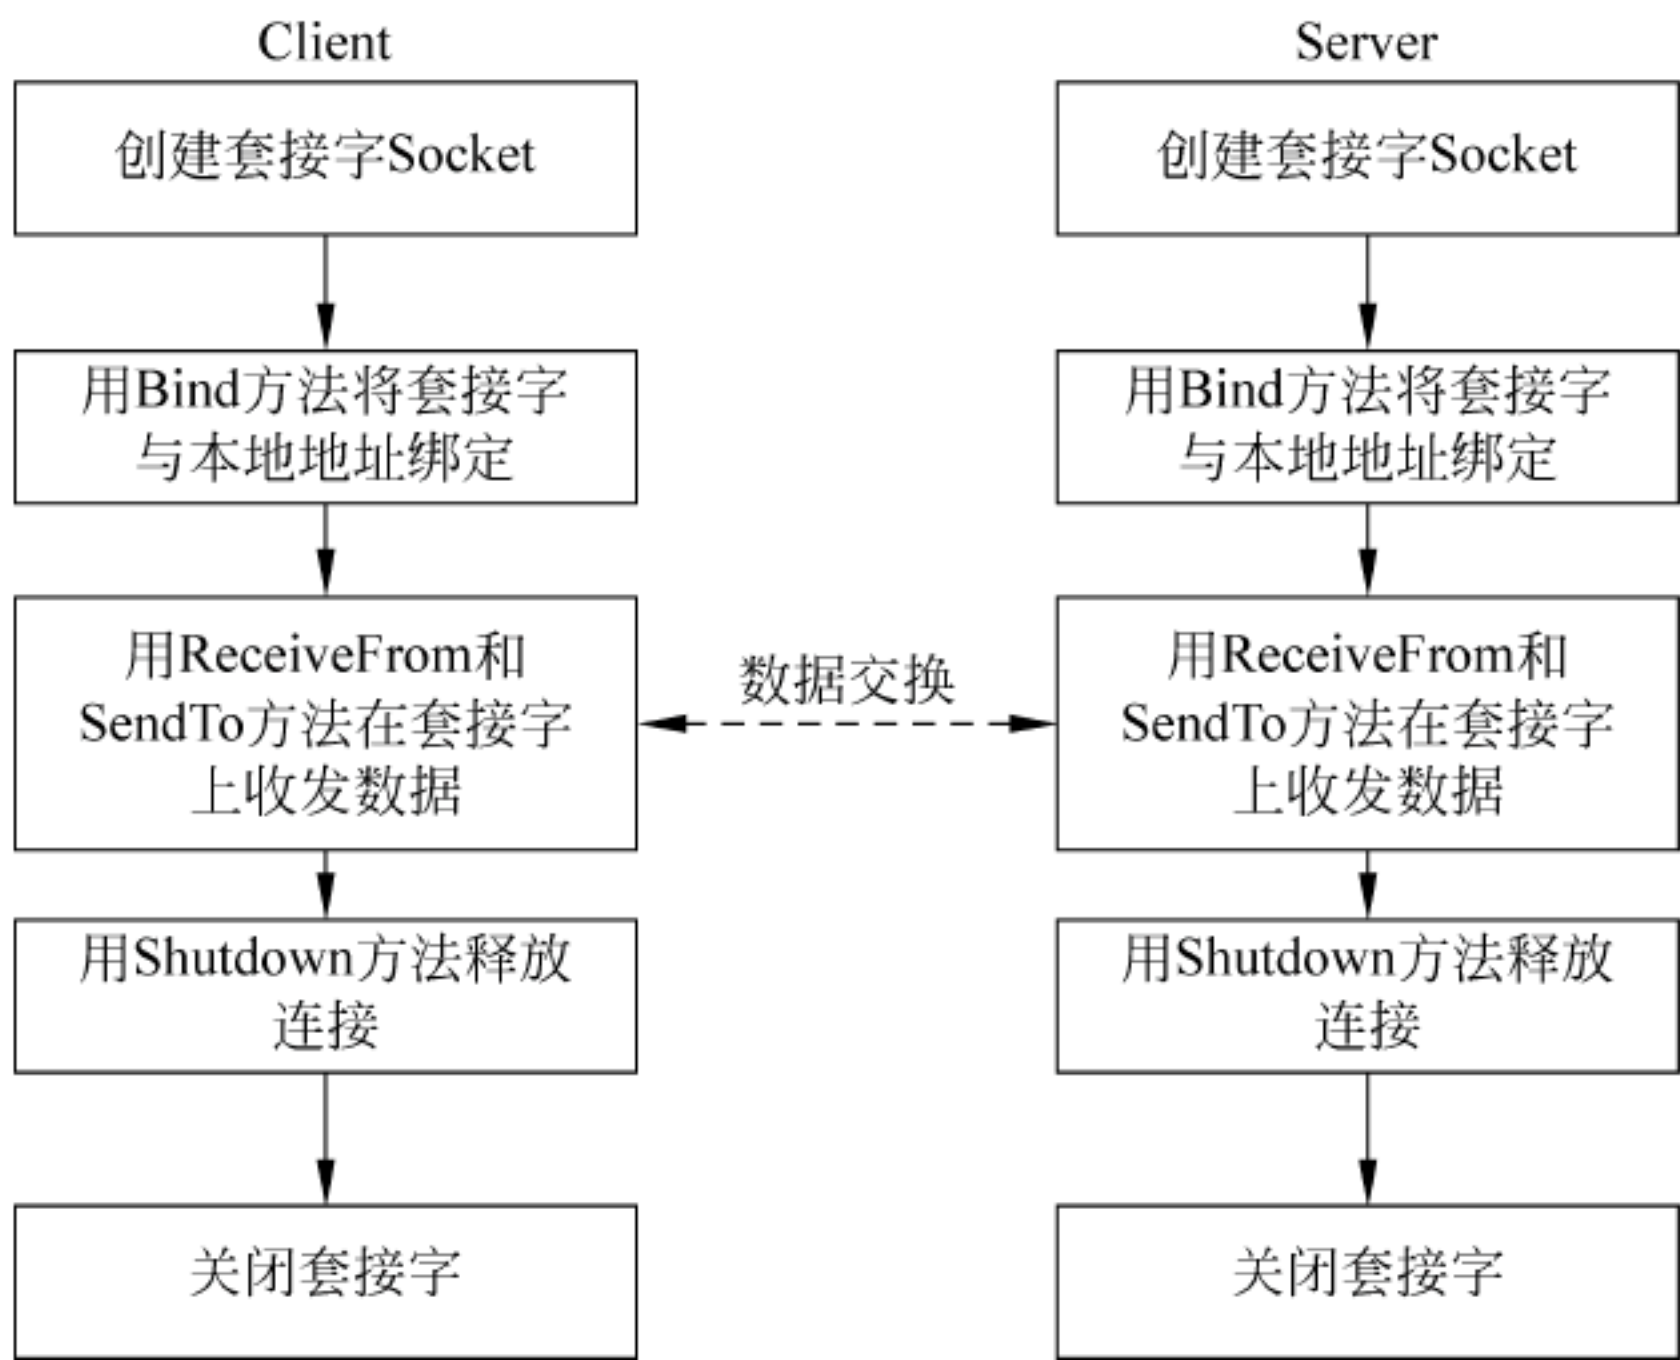 Client
创建套接字Socket
用Bind方法将套接字
与本地地址绑定
用ReceiveFrom和
SendTo方法在套接字
上收发数据
用Shutdown方法释放
连接
关闭套接字
数据交换
Server
创建套接字Socket
用Bind方法将套接字
与本地地址绑定
用ReceiveFrom和
SendTo方法在套接字
上收发数据
用Shutdown方法释放
连接
关闭套接字